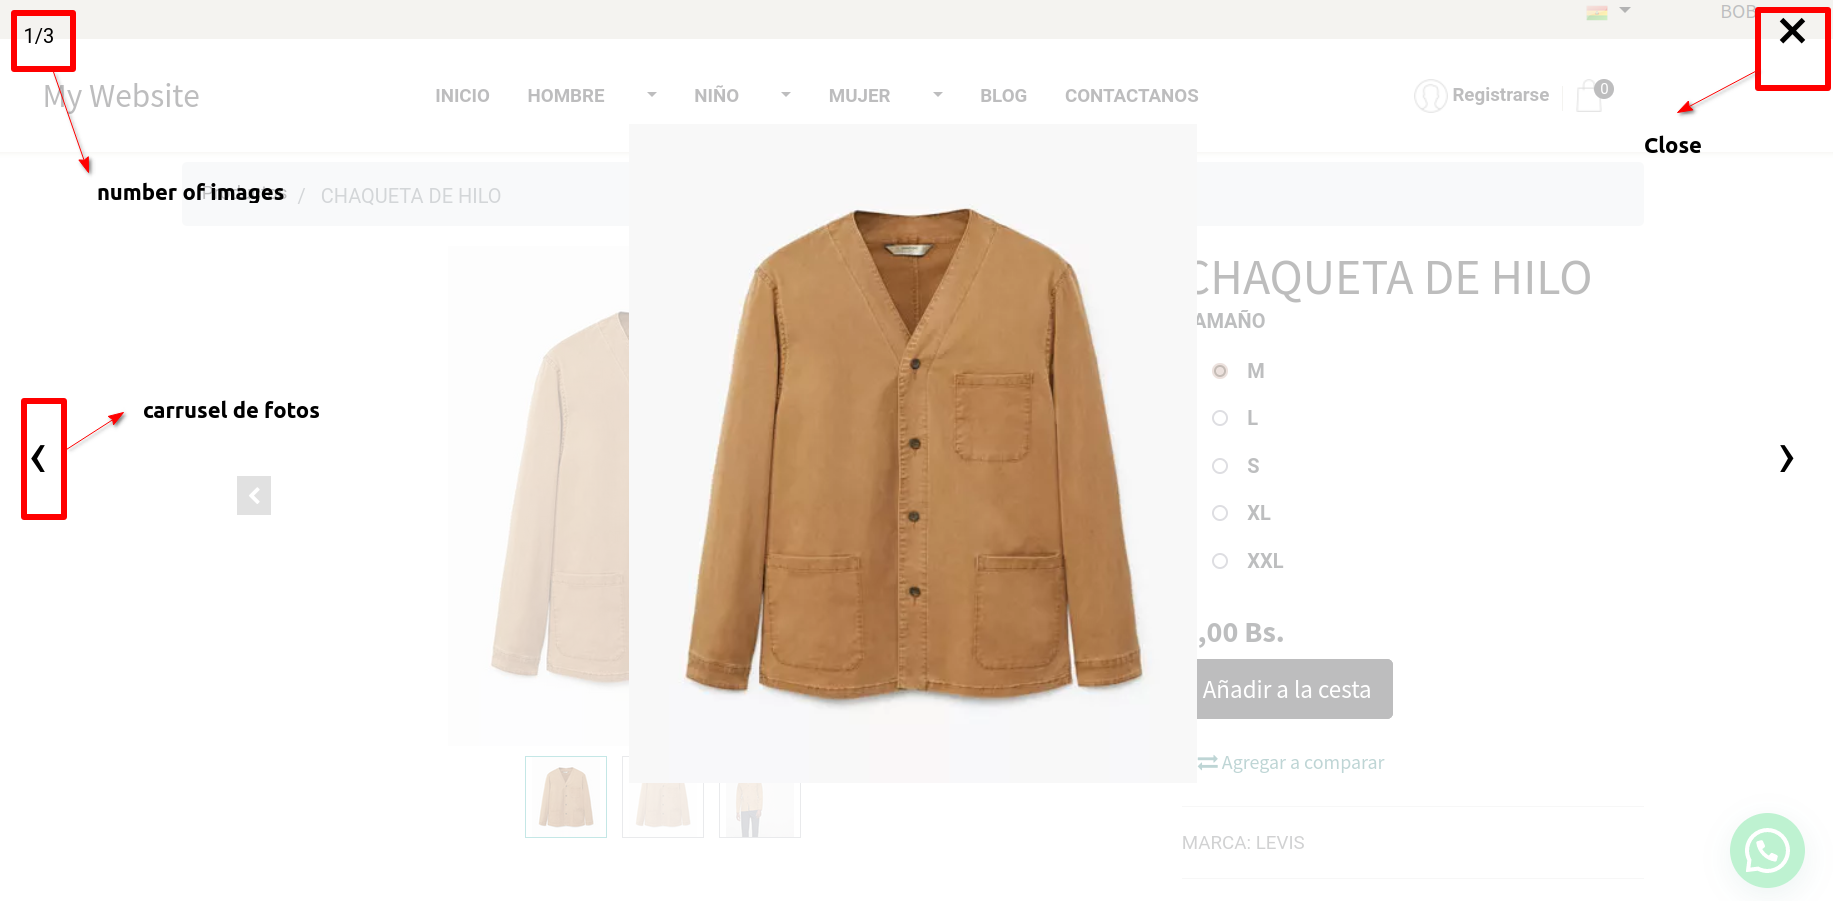 1/3
BOB
My Website
INICIO
HOMBRE
NIÑO
MUJER
BLOG
CONTACTANOS
Registrarse
0
Close
number of images
/ CHAQUETA DE HILO
CHAQUETA DE HILO
AMAÑO
M
carrusel de fotos
L
S
XL
XXL
,00 Bs.
Añadir a la cesta
Agregar a comparar
MARCA: LEVIS